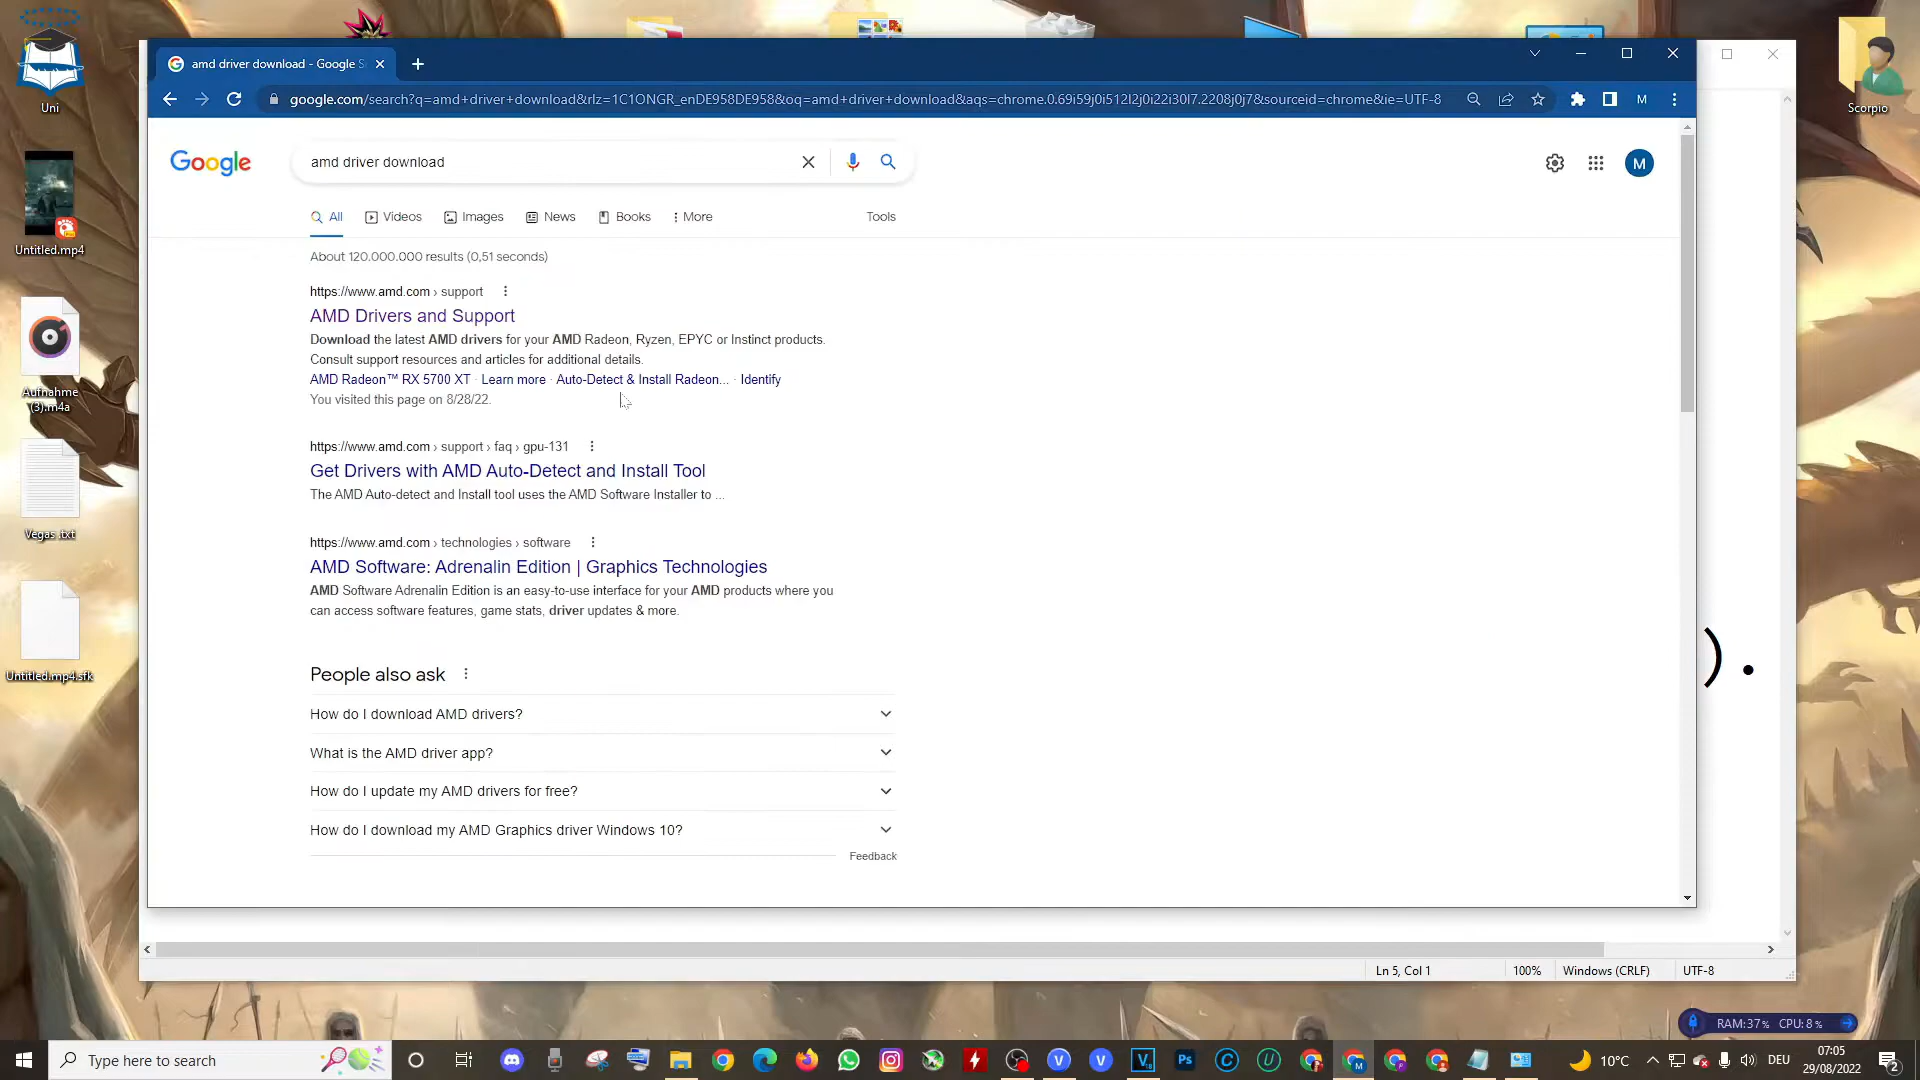 Uni
Untitled.mp4
Aufnahme
(3).m4a
Vegas .txt
Untitled.mp4.sfk
Scorpio
amd driver download - Google S
google.com/search?q=amd+driver+download&rlz=1C1ONGR_enDE958DE958&oq=amd+driver+download&aqs=chrome.0.69i59j0i512l2j0i22i30l7.2208j0j7&sourceid=chrome&ie=UTF-8
M
Google
amd driver download
M
All
Videos
Images
News
Books
More
Tools
About 120.000.000 results (0,51 seconds)
https://www.amd.com › support
AMD Drivers and Support
Download the latest AMD drivers for your AMD Radeon, Ryzen, EPYC or Instinct products.
Consult support resources and articles for additional details.
AMD Radeon™ RX 5700 XT · Learn more · Auto-Detect & Install Radeon... · Identify
You visited this page on 8/28/22.
https://www.amd.com › support › faq › gpu-131
Get Drivers with AMD Auto-Detect and Install Tool
The AMD Auto-detect and Install tool uses the AMD Software Installer to ...
https://www.amd.com › technologies › software
AMD Software: Adrenalin Edition | Graphics Technologies
AMD Software Adrenalin Edition is an easy-to-use interface for your AMD products where you
can access software features, game stats, driver updates & more.
).
People also ask
How do I download AMD drivers?
What is the AMD driver app?
How do I update my AMD drivers for free?
How do I download my AMD Graphics driver Windows 10?
Feedback
Ln 5, Col 1
100%
Windows (CRLF)
UTF-8
RAM:37% CPU:8%
Type here to search
Ps
10°C
DEU
07:05
29/08/2022
2